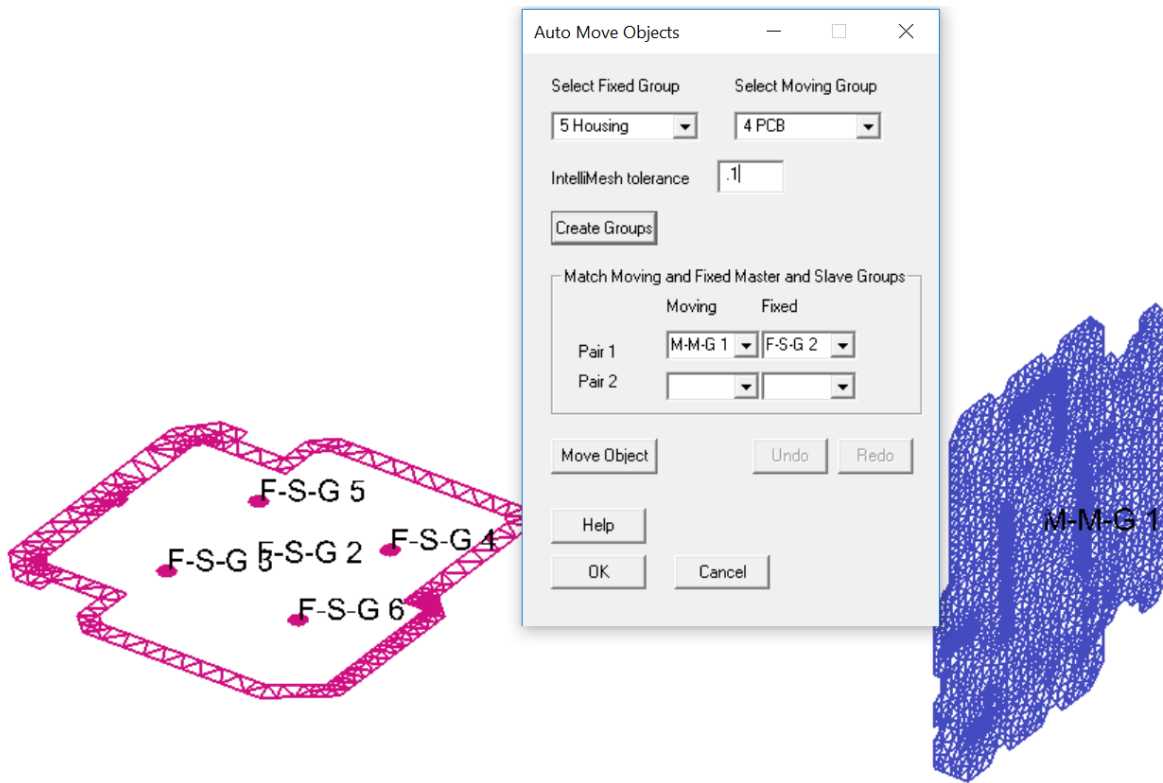 Auto Move Objects
Select Fixed Group Select Moving Group
5 Housing 4 PCB
IntelliMesh tolerance .1
Create Groups
Match Moving and Fixed Master and Slave Groups
Moving Fixed
Pair 1 M-M-G 1 F-S-G 2
Pair 2
Move Object Undo Redo
Help
OK Cancel
F-S-G 5
F-S-G 4
F-S-G 2
F-S-G
F-S-G 6
M-M-G 1